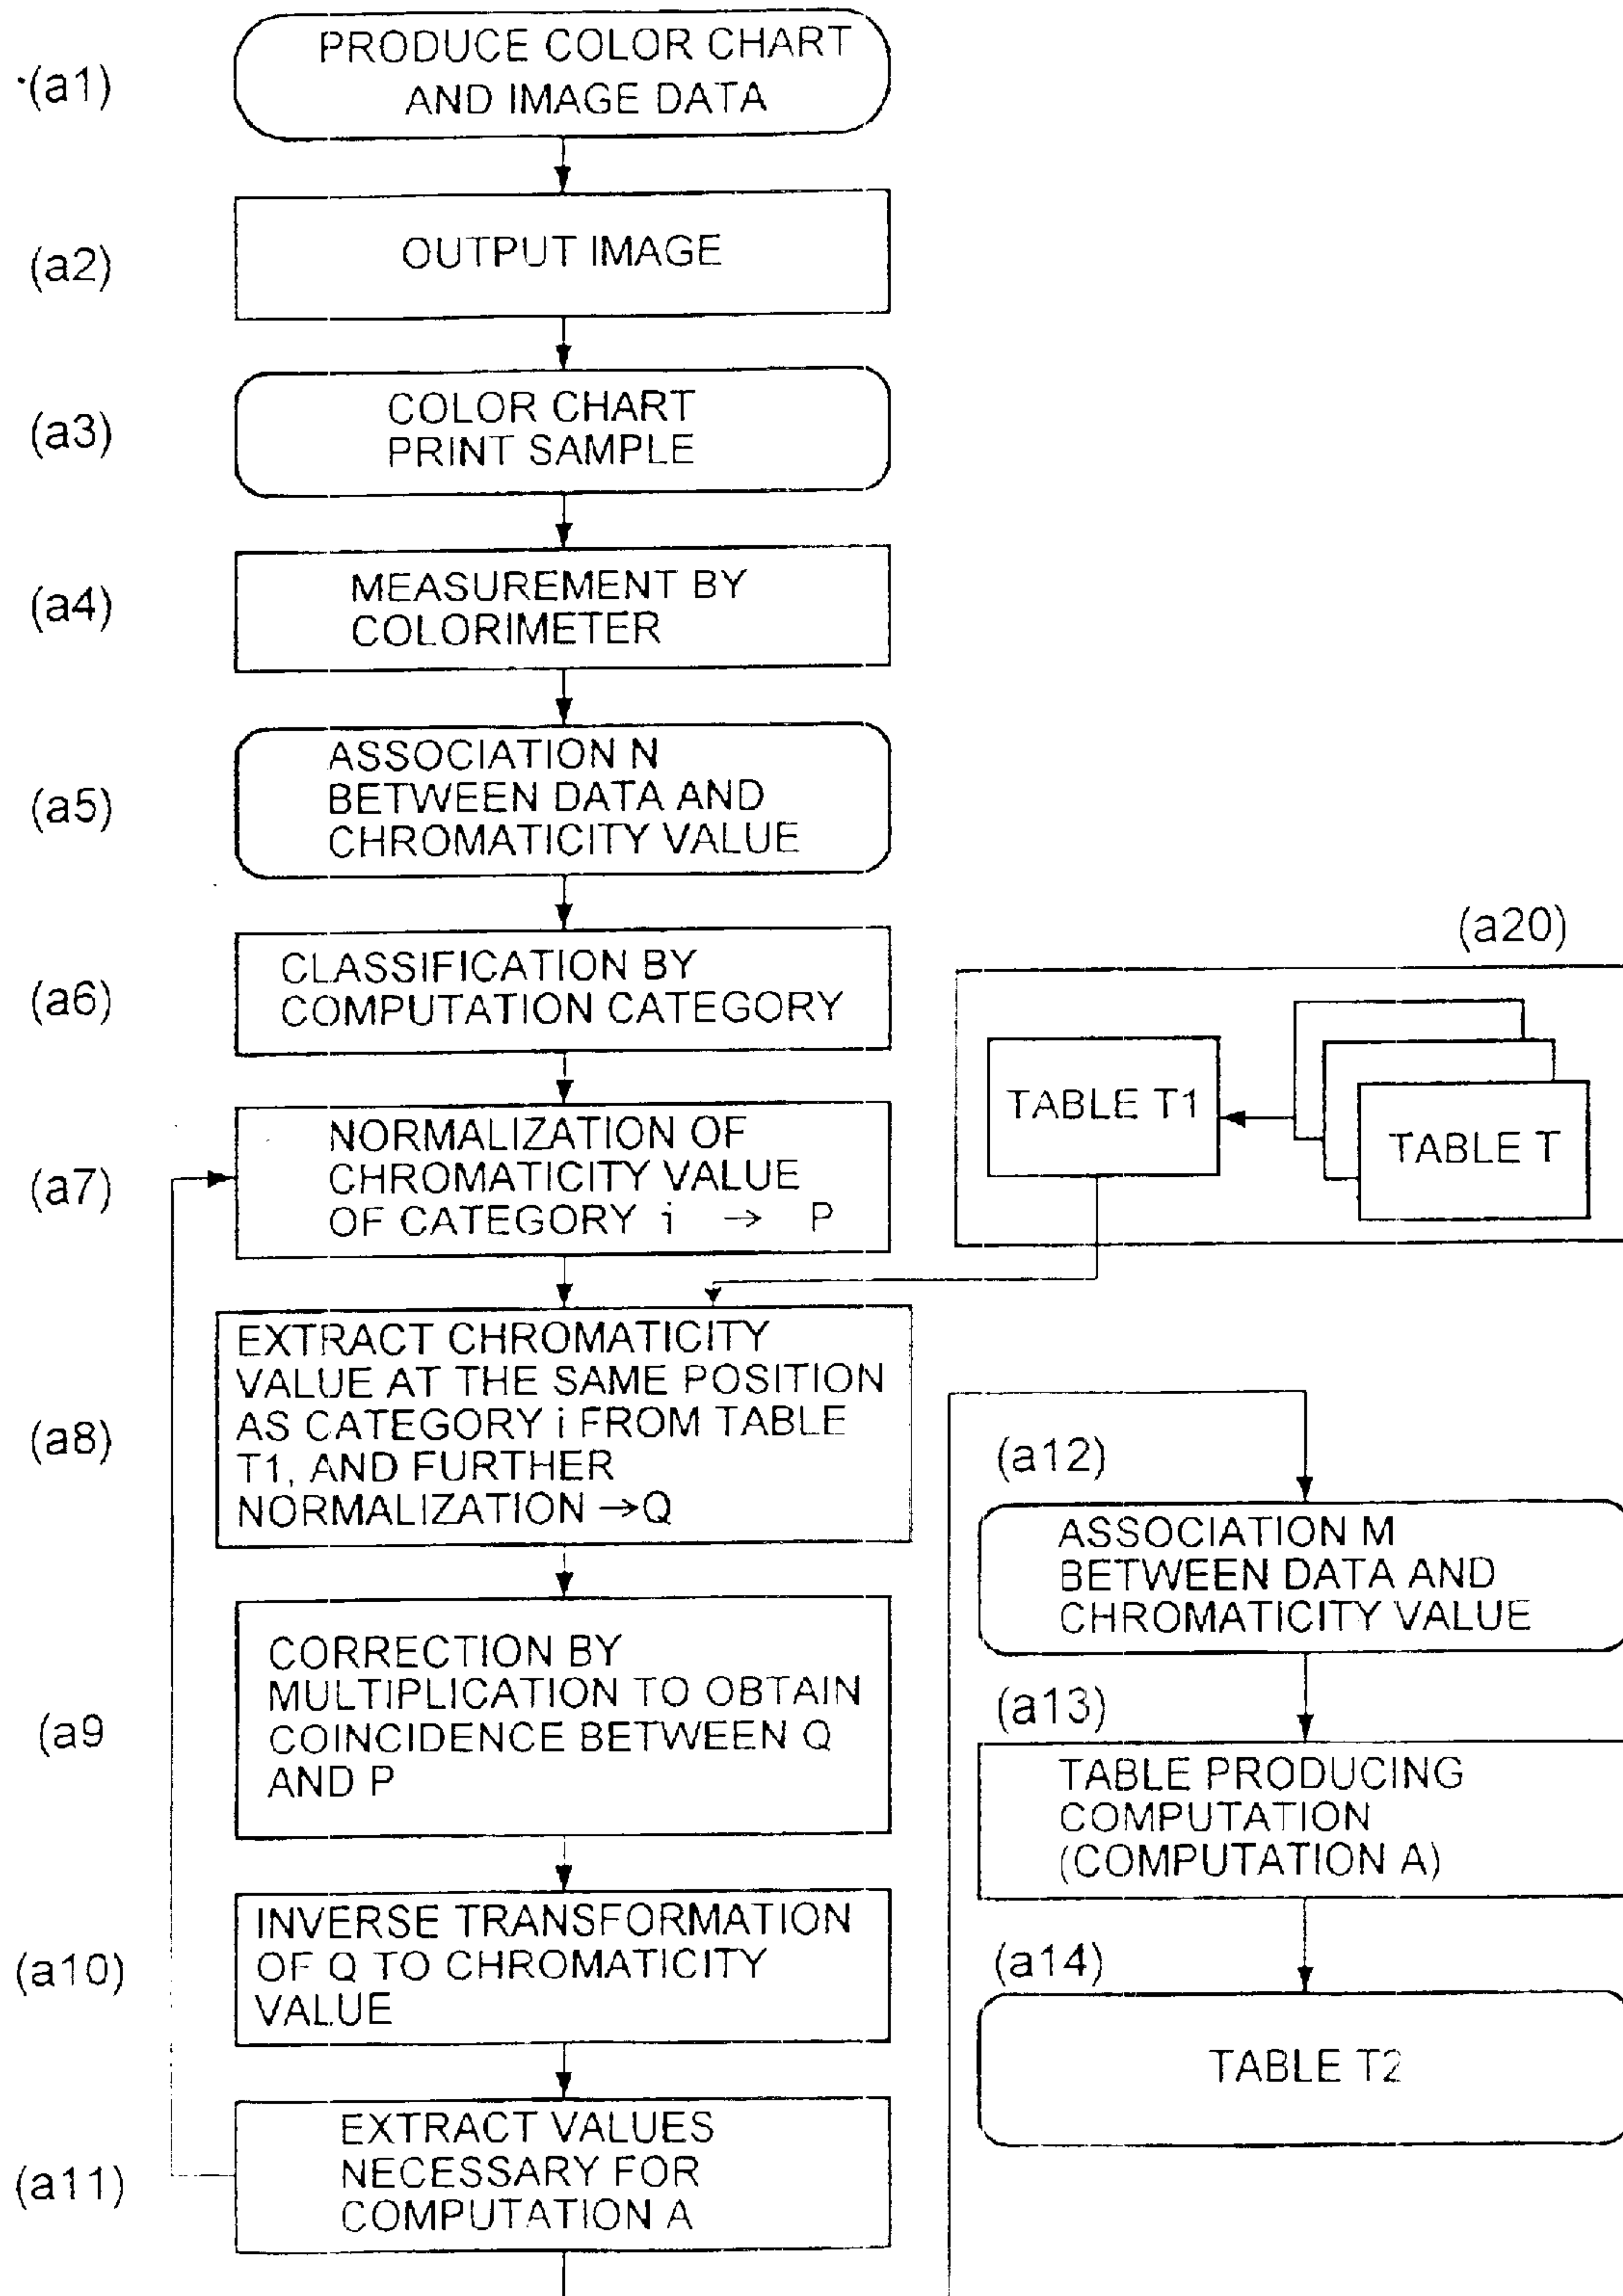 (a1)
PRODUCE COLOR CHART
AND IMAGE DATA
(a2)
OUTPUT IMAGE
(a3)
COLOR CHART
PRINT SAMPLE
(a4)
MEASUREMENT BY
COLORIMETER
(a5)
ASSOCIATION N
BETWEEN DATA AND
CHROMATICITY VALUE
(a6)
CLASSIFICATION BY
COMPUTATION CATEGORY
(a7)
NORMALIZATION OF
CHROMATICITY VALUE
OF CATEGORY i → P
(a20)
TABLE T1
TABLE T
(a8)
EXTRACT CHROMATICITY
VALUE AT THE SAME POSITION
AS CATEGORY i FROM TABLE
T1, AND FURTHER
NORMALIZATION →Q
(a9
CORRECTION BY
MULTIPLICATION TO OBTAIN
COINCIDENCE BETWEEN Q
AND P
(a10)
INVERSE TRANSFORMATION
OF Q TO CHROMATICITY
VALUE
(a11)
EXTRACT VALUES
NECESSARY FOR
COMPUTATION A
(a12)
ASSOCIATION M
BETWEEN DATA AND
CHROMATICITY VALUE
(a13)
TABLE PRODUCING
COMPUTATION
(COMPUTATION A)
(a14)
TABLE T2